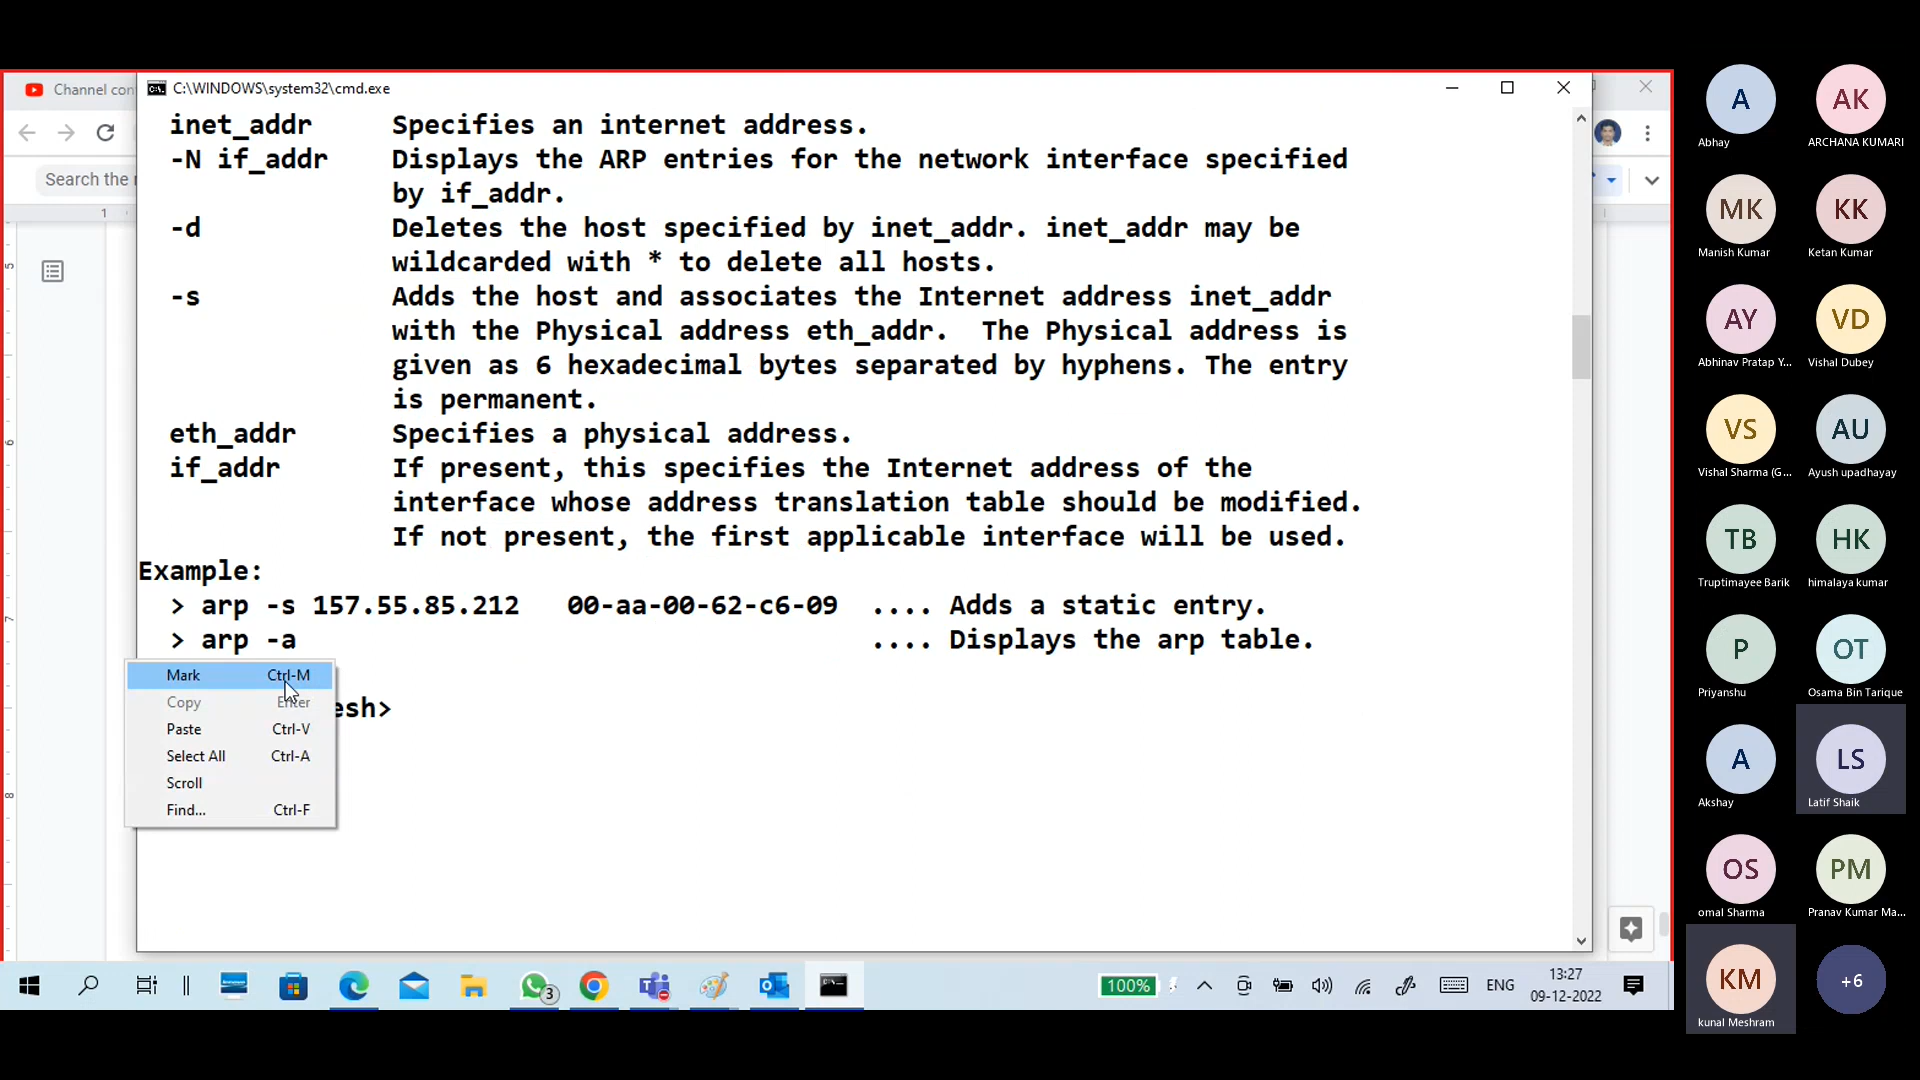 Channel con
C:\WINDOWS\system32\cmd.exe
Search the
1
5
6
7
8
inet_addr Specifies an internet address.
-N if_addr Displays the ARP entries for the network interface specified
by if_addr.
-d Deletes the host specified by inet_addr. inet_addr may be
wildcarded with * to delete all hosts.
-s Adds the host and associates the Internet address inet_addr
with the Physical address eth_addr. The Physical address is
given as 6 hexadecimal bytes separated by hyphens. The entry
is permanent.
eth_addr Specifies a physical address.
if_addr If present, this specifies the Internet address of the
interface whose address translation table should be modified.
If not present, the first applicable interface will be used.
Example:
> arp -s 157.55.85.212 00-aa-00-62-c6-09 .... Adds a static entry.
> arp -a .... Displays the arp table.
esh>
Mark Ctrl-M
Copy Enter
Paste Ctrl-V
Select All Ctrl-A
Scroll
Find... Ctrl-F
3
100%
ENG
13:27
09-12-2022
A
Abhay
AK
ARCHANA KUMARI
MK
Manish Kumar
KK
Ketan Kumar
AY
Abhinav Pratap Y...
VD
Vishal Dubey
VS
Vishal Sharma (G...
AU
Ayush upadhayay
TB
Truptimayee Barik
HK
himalaya kumar
P
Priyanshu
OT
Osama Bin Tarique
A
Akshay
LS
Latif Shaik
OS
omal Sharma
PM
Pranav Kumar Ma...
KM
kunal Meshram
+6